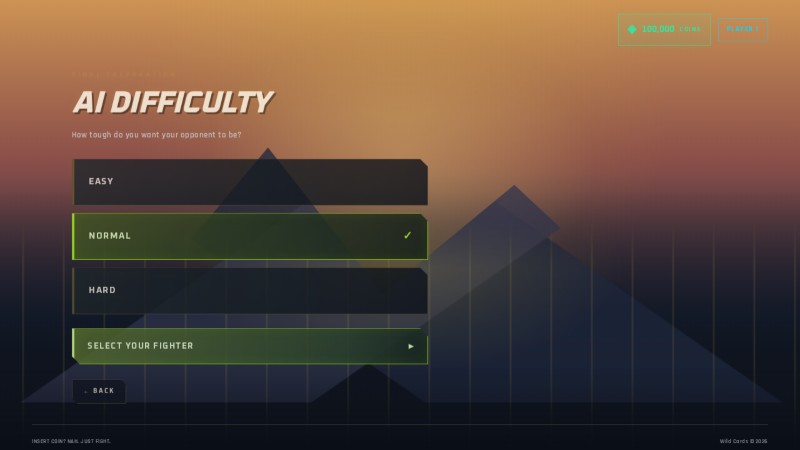 100,000 COINS
AI DIFFICULTY
How tough do you want your opponent to be?
EASY
NORMAL
HARD
SELECT YOUR FIGHTER
BACK
INSERT COIN? NAH, JUST FIGHT.
Wild Cards © 2026